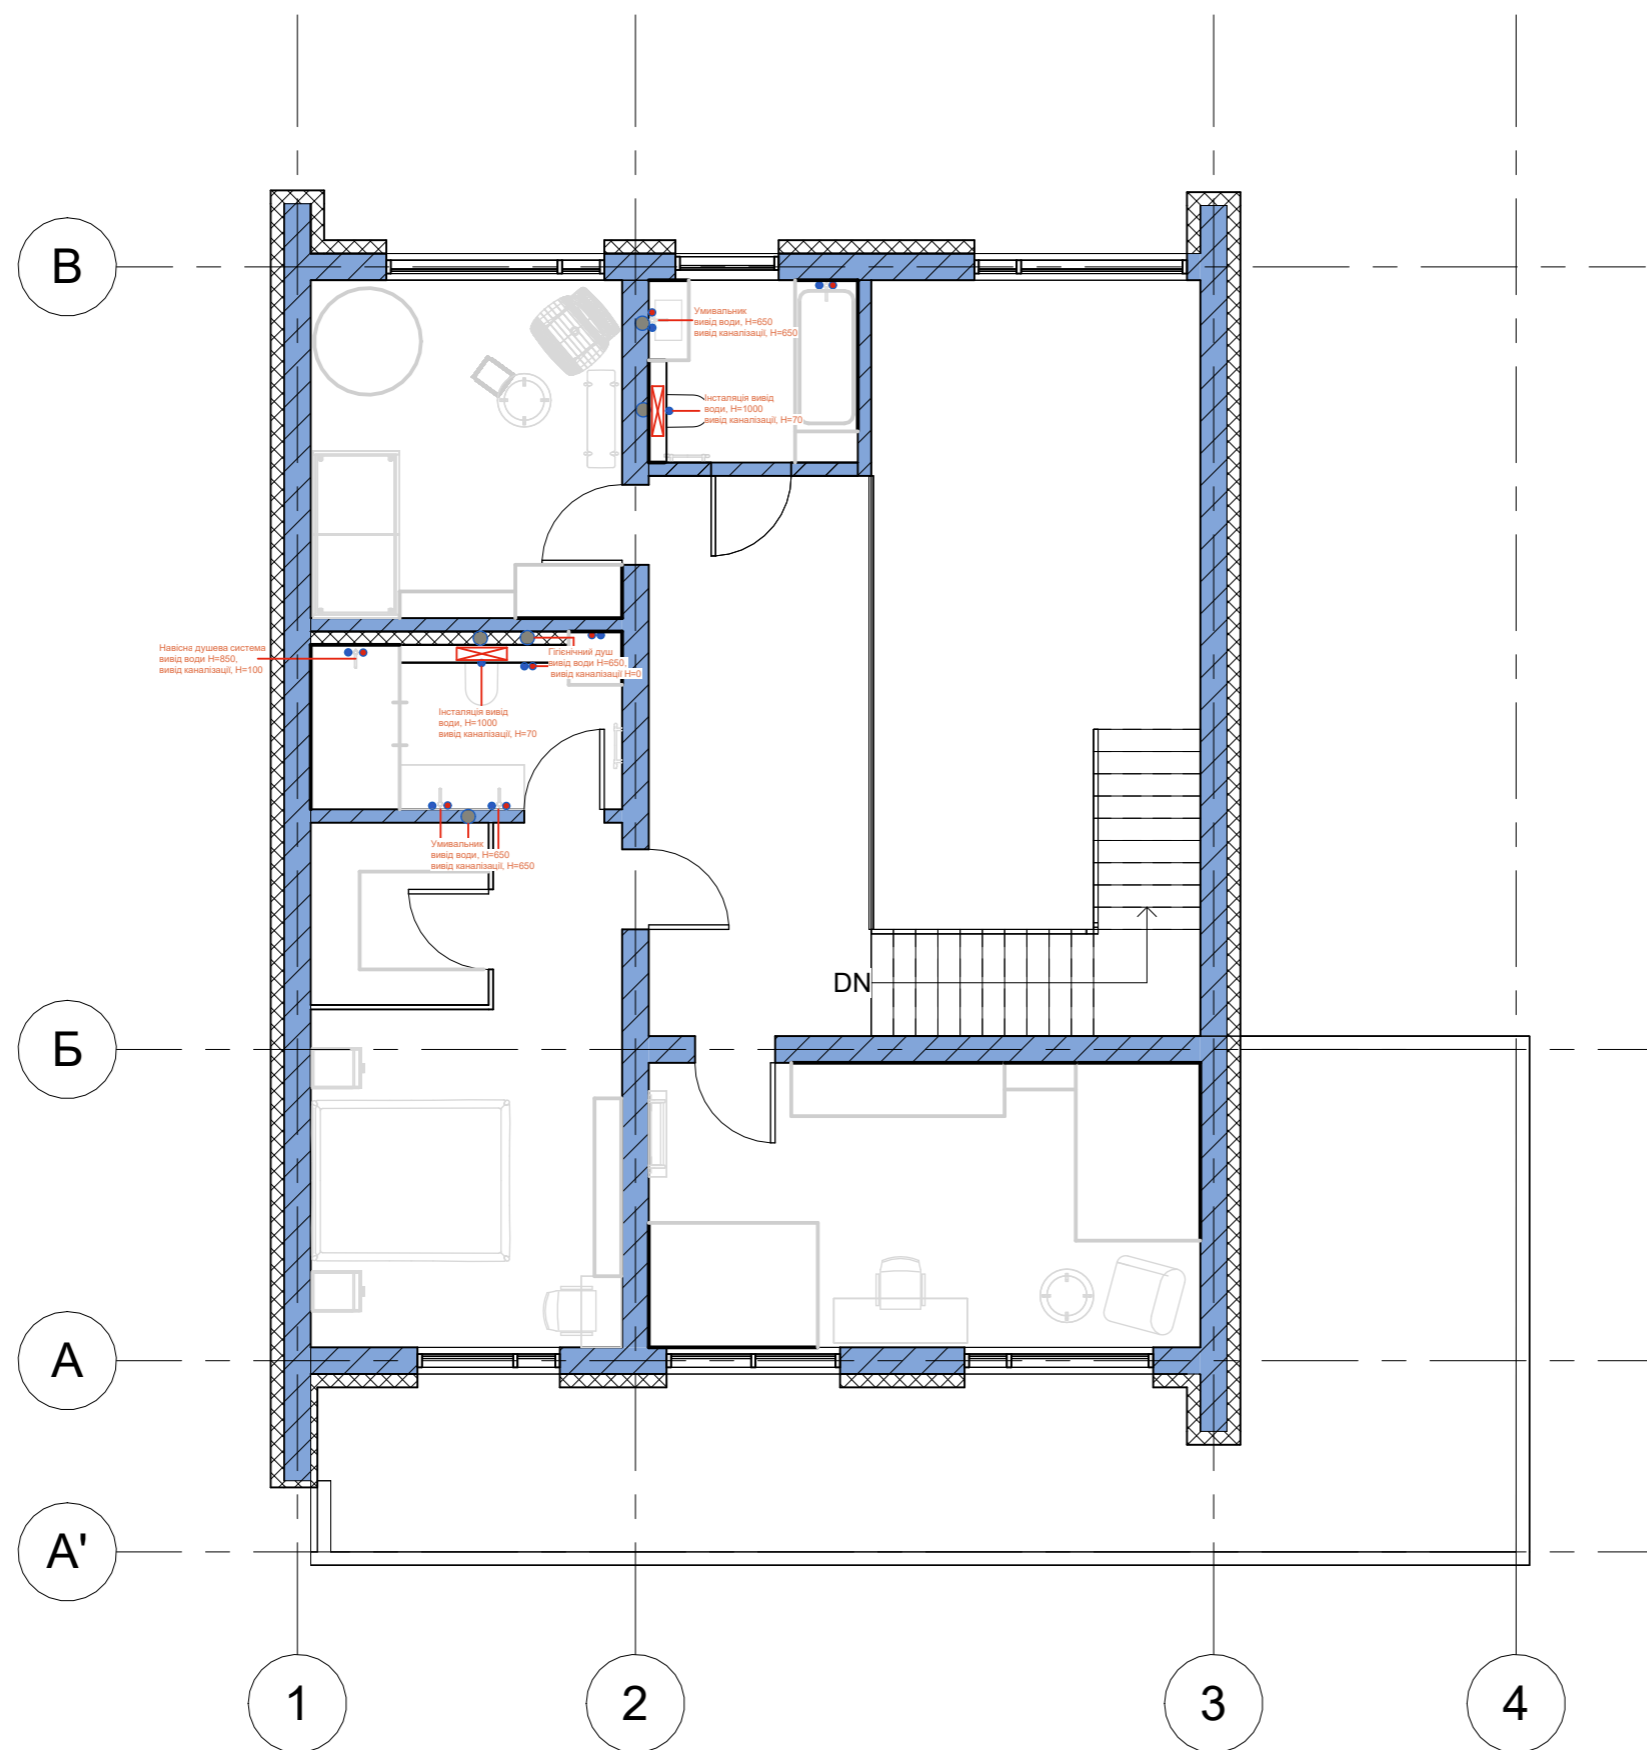 В
Умивальник
вивід води, H=650
вивід каналізації, H=650
Інсталяція вивід
води, H=1000
вивід каналізації, H=70
Навісна душева система
вивід води H=850,
вивід каналізації, H=100
Гігієнічний душ
вивід води H=650,
вивід каналізації H=0
Інсталяція вивід
води, H=1000
вивід каналізації, H=70
Умивальник
вивід води, H=650
вивід каналізації, H=650
DN
Б
А
А'
1
2
3
4